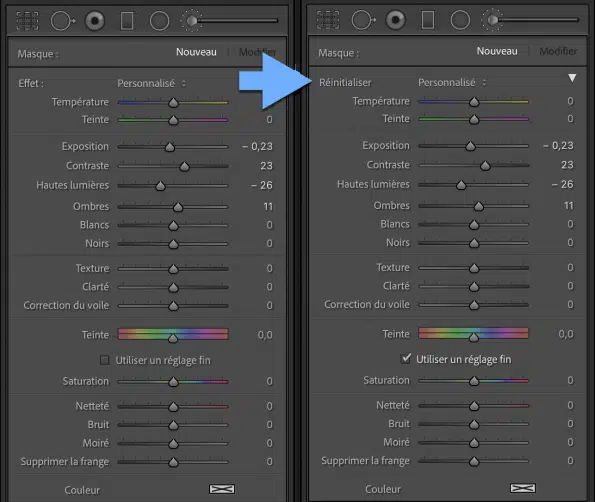 Masque : Nouveau Modifier
Effet : Personnalisé
Température 0
Teinte 0
Exposition − 0,23
Contraste 23
Hautes lumières − 26
Ombres 11
Blancs 0
Noirs 0
Texture 0
Clarté 0
Correction du voile 0
Teinte 0,0
Utiliser un réglage fin
Saturation 0
Netteté 0
Bruit 0
Moiré 0
Supprimer la frange 0
Couleur
Masque : Nouveau Modifier
Réinitialiser Personnalisé
Température 0
Teinte 0
Exposition − 0,23
Contraste 23
Hautes lumières − 26
Ombres 11
Blancs 0
Noirs 0
Texture 0
Clarté 0
Correction du voile 0
Teinte 0,0
Utiliser un réglage fin
Saturation 0
Netteté 0
Bruit 0
Moiré 0
Supprimer la frange 0
Couleur